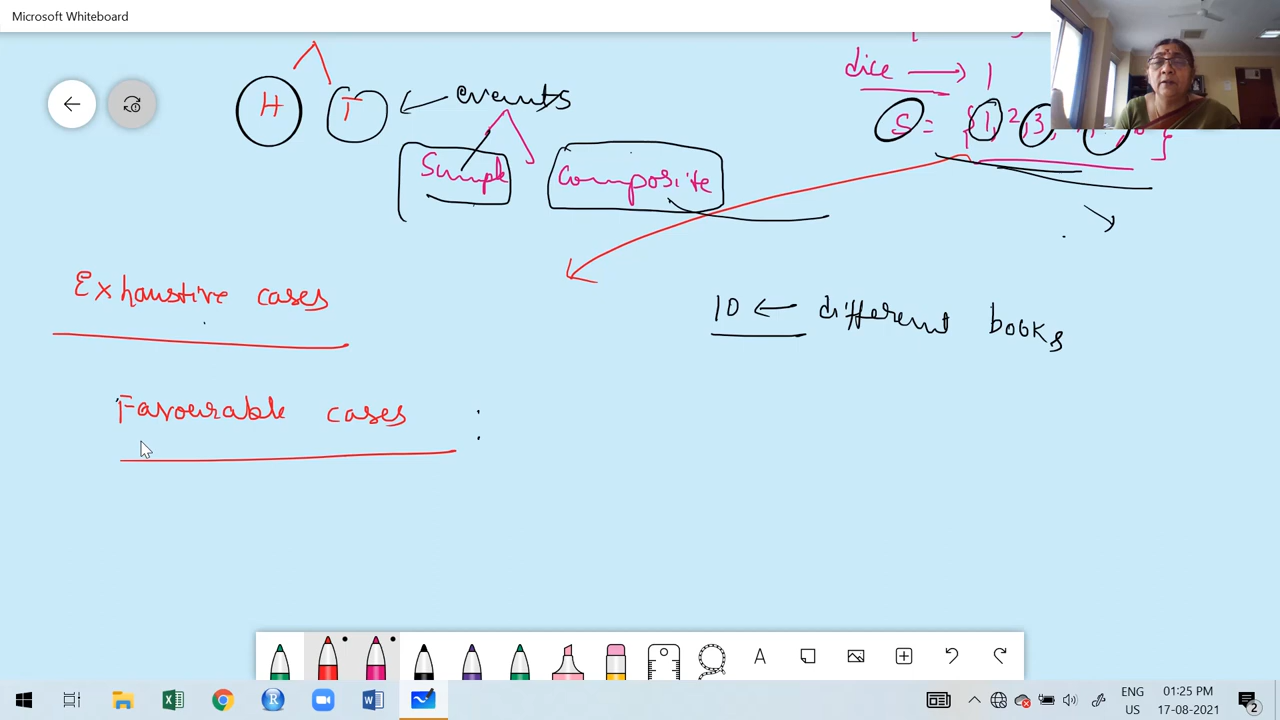 Microsoft Whiteboard
dice → 1
H T ← events
S = {1, 2, 3,
Simple Composite
Exhaustive cases
10 ← different books
Favourable cases :
A
ENG
US
01:25 PM
17-08-2021
2